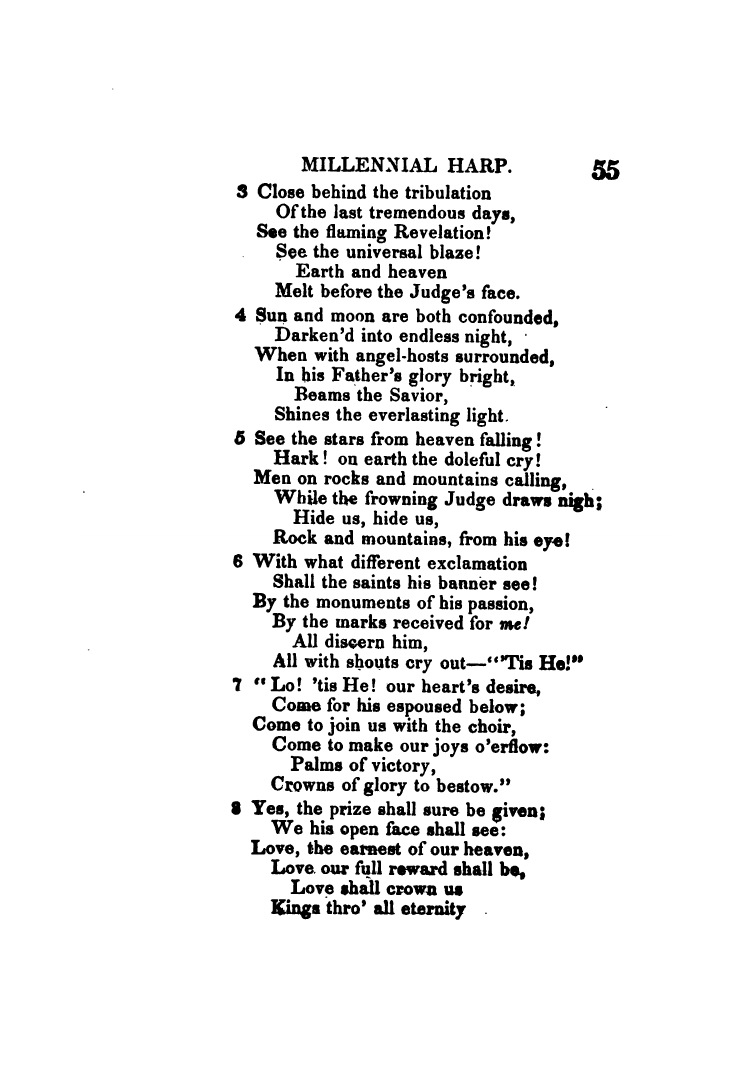 MILLENNIAL HARP. 55
3 Close behind the tribulation
Of the last tremendous days,
See the flaming Revelation!
See the universal blaze!
Earth and heaven
Melt before the Judge's face.
4 Sun and moon are both confounded,
Darken'd into endless night,
When with angel-hosts surrounded,
In his Father's glory bright,
Beams the Savior,
Shines the everlasting light.
5 See the stars from heaven falling!
Hark! on earth the doleful cry!
Men on rocks and mountains calling,
While the frowning Judge draws nigh;
Hide us, hide us,
Rock and mountains, from his eye!
6 With what different exclamation
Shall the saints his banner see!
By the monuments of his passion,
By the marks received for me!
All discern him,
All with shouts cry out—"'Tis He!"
7 "Lo! 'tis He! our heart's desire,
Come for his espoused below;
Come to join us with the choir,
Come to make our joys o'erflow:
Palms of victory,
Crowns of glory to bestow."
8 Yes, the prize shall sure be given;
We his open face shall see:
Love, the earnest of our heaven,
Love our full reward shall be,
Love shall crown us
Kings thro' all eternity